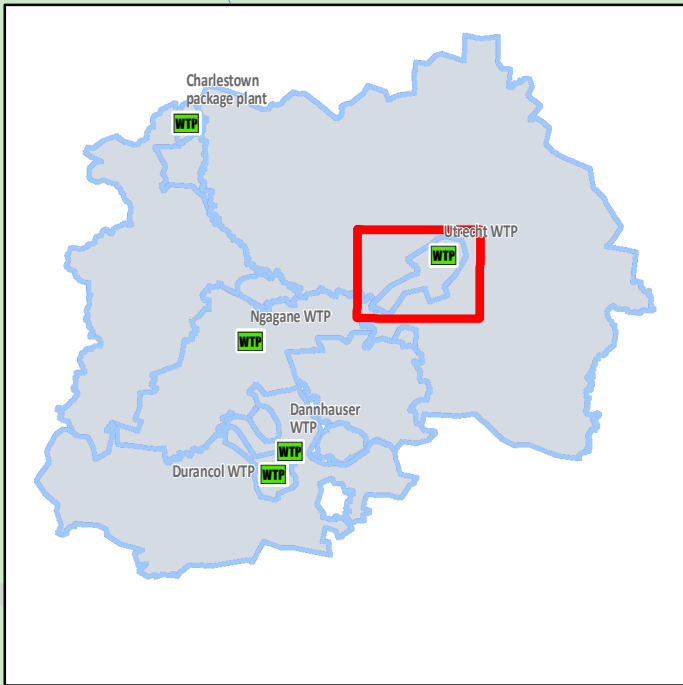 Charlestown
package plant
WTP
Utrecht WTP
WTP
Ngagane WTP
WTP
Dannhauser
WTP
WTP
Durancol WTP
WTP